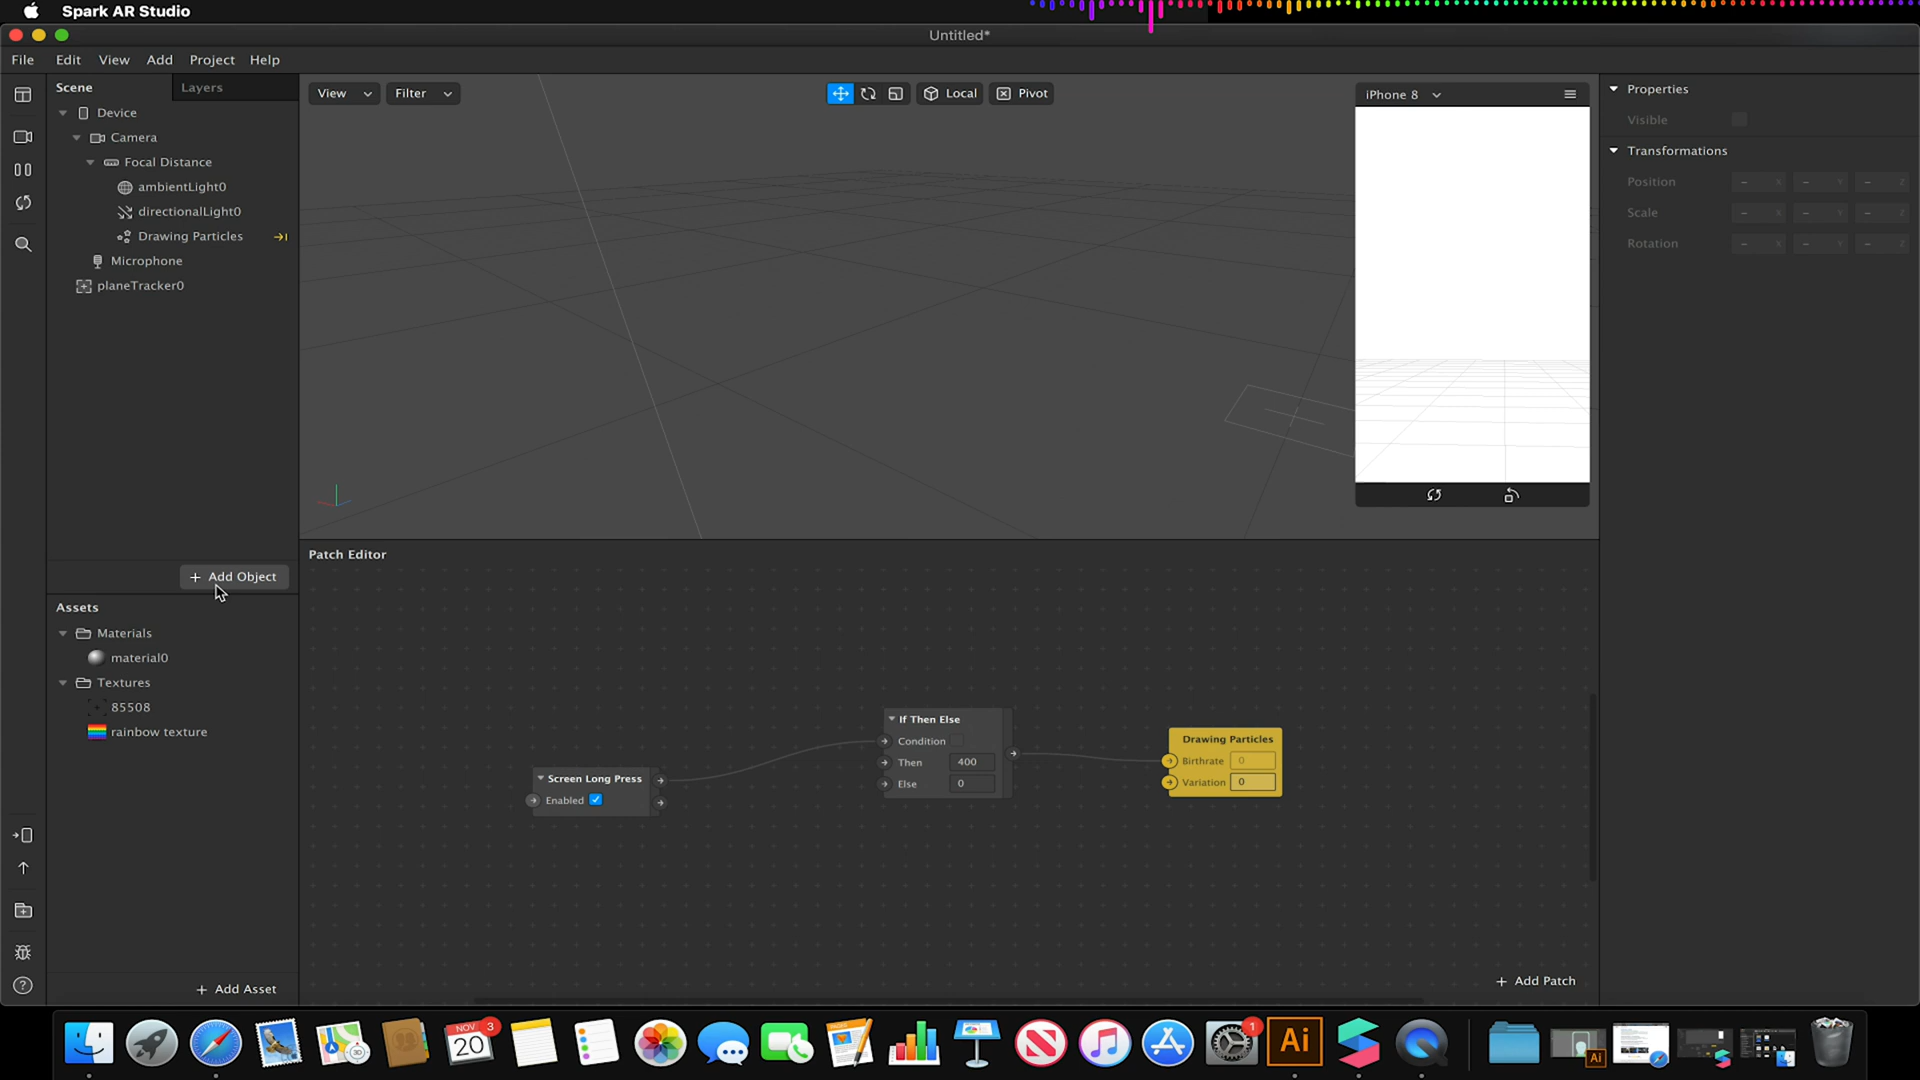 Spark AR Studio
Untitled*
File Edit View Add Project Help
Scene
Layers
Device
Camera
Focal Distance
ambientLight0
directionalLight0
Drawing Particles
Microphone
planeTracker0
+ Add Object
Assets
Materials
material0
Textures
85508
rainbow texture
+ Add Asset
View
Filter
Local
Pivot
iPhone 8
Properties
Visible
Transformations
Position – X – Y – Z
Scale – X – Y – Z
Rotation – X – Y – Z
Patch Editor
Screen Long Press
Enabled
If Then Else
Condition
Then 400
Else 0
Drawing Particles
Birthrate 0
Variation 0
+ Add Patch
NOV 3
20
1
Ai
3D
PAGES
Ai